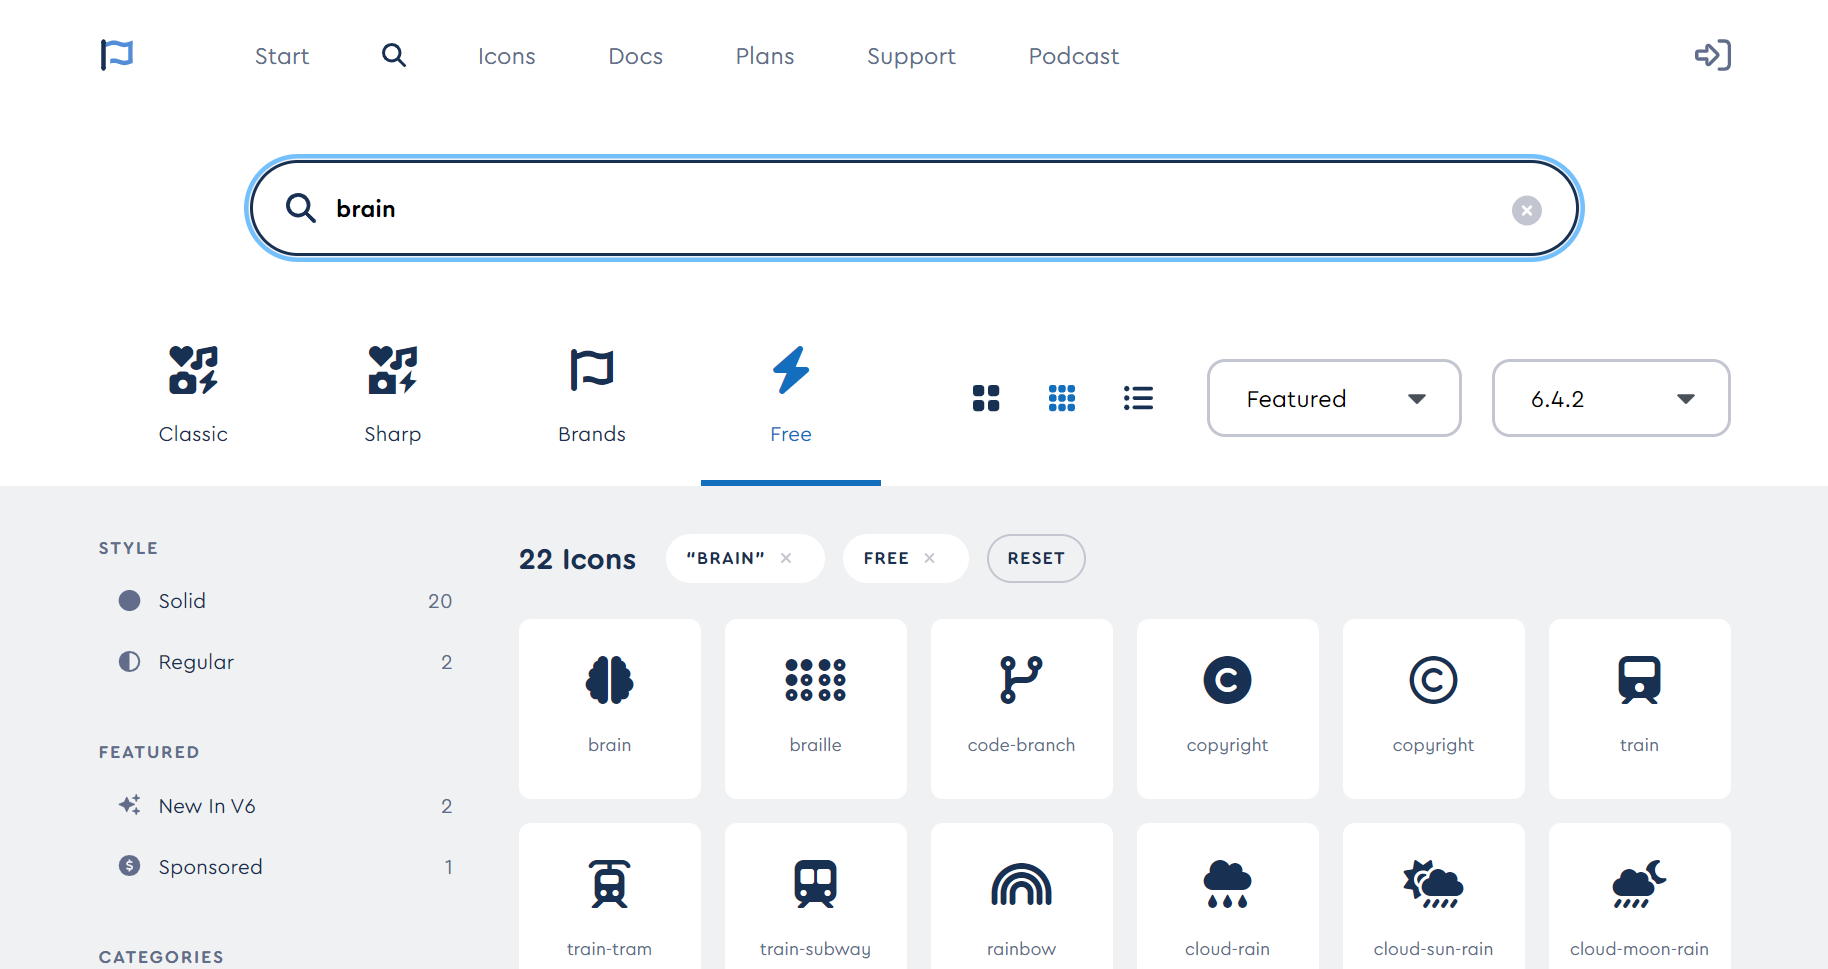 Start
Icons
Docs
Plans
Support
Podcast
brain
Classic
Sharp
Brands
Free
Featured
6.4.2
STYLE
Solid 20
Regular 2
FEATURED
New In V6 2
Sponsored 1
CATEGORIES
22 Icons
“BRAIN” ×
FREE ×
RESET
brain
braille
code-branch
copyright
copyright
train
train-tram
train-subway
rainbow
cloud-rain
cloud-sun-rain
cloud-moon-rain